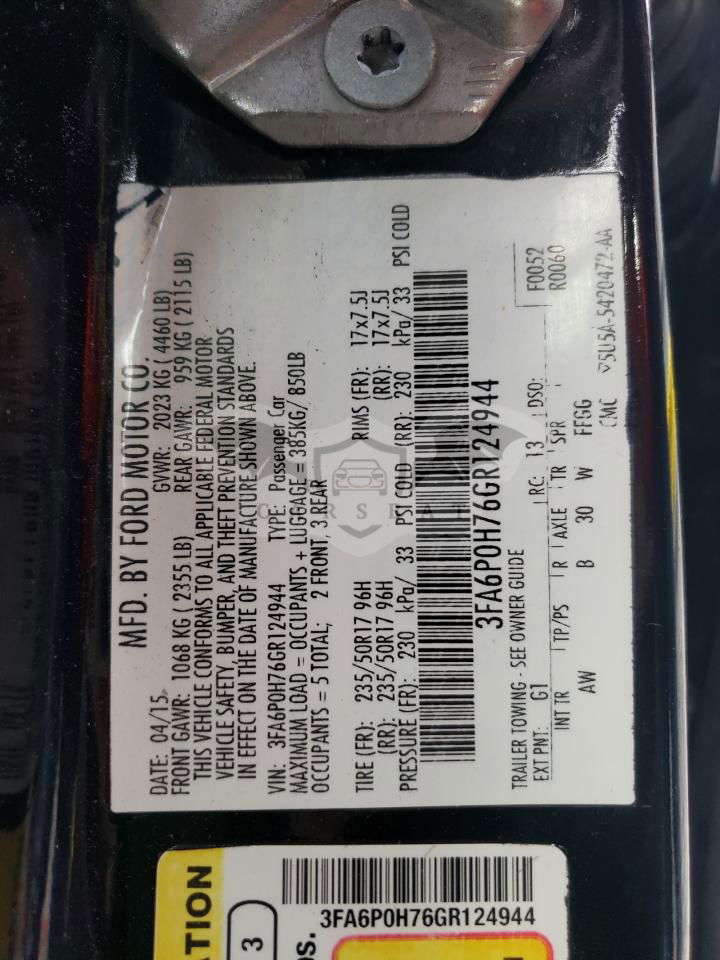 MFD. BY FORD MOTOR CO.
DATE: 04/15 GVWR: 2023 KG ( 4460 LB)
FRONT GAWR: 1068 KG ( 2355 LB) REAR GAWR: 959 KG ( 2115 LB)
THIS VEHICLE CONFORMS TO ALL APPLICABLE FEDERAL MOTOR
VEHICLE SAFETY, BUMPER, AND THEFT PREVENTION STANDARDS
IN EFFECT ON THE DATE OF MANUFACTURE SHOWN ABOVE.
VIN: 3FA6P0H76GR124944 TYPE: Passenger Car
MAXIMUM LOAD = OCCUPANTS + LUGGAGE = 385KG/ 850LB
OCCUPANTS = 5 TOTAL; 2 FRONT, 3 REAR
TIRE (FR): 235/50R17 96H RIMS (FR): 17x7.5J
(RR): 235/50R17 96H (RR): 17x7.5J
PRESSURE (FR): 230 kPa/ 33 PSI COLD (RR): 230 kPa/ 33 PSI COLD
3FA6P0H76GR124944
TRAILER TOWING - SEE OWNER GUIDE F0052
EXT PNT: G1 RC: 13 DSO: R0060
INT TR TP/PS R AXLE TR SPR
AW B 30 W FFGG
CMC 5U5A-5420472-AA
3FA6P0H76GR124944
3